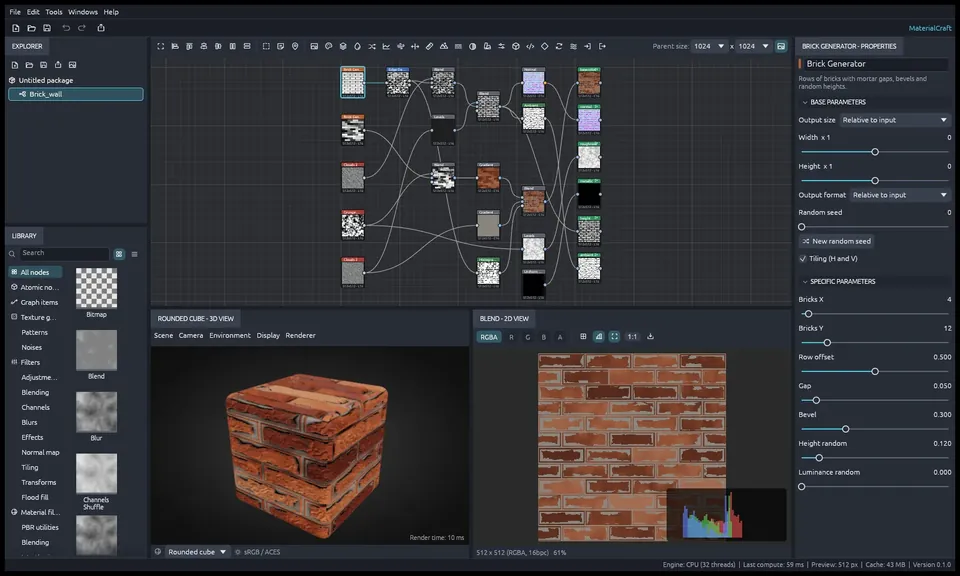 File Edit Tools Windows Help
MaterialCraft
EXPLORER
Untitled package
Brick_wall
Parent size: 1024 x 1024
LIBRARY
Search
All nodes
Atomic no...
Graph items
Texture g...
Patterns
Noises
Filters
Adjustme...
Blending
Channels
Blurs
Effects
Normal map
Tiling
Transforms
Flood fill
Material fil...
PBR utilities
Blending
Bitmap
Blend
Blur
Channels
Shuffle
ROUNDED CUBE - 3D VIEW
Scene Camera Environment Display Renderer
Render time: 10 ms
Rounded cube
sRGB / ACES
BLEND - 2D VIEW
RGBA R G B A 1:1
512 x 512 (RGBA, 16bpc) 61%
BRICK GENERATOR - PROPERTIES
Brick Generator
Rows of bricks with mortar gaps, bevels and
random heights.
BASE PARAMETERS
Output size Relative to input
Width x 1 0
Height x 1 0
Output format Relative to input
Random seed 0
New random seed
Tiling (H and V)
SPECIFIC PARAMETERS
Bricks X 4
Bricks Y 12
Row offset 0.500
Gap 0.050
Bevel 0.300
Height random 0.120
Luminance random 0.000
Engine: CPU (32 threads) | Last compute: 59 ms | Preview: 512 px | Cache: 43 MB | Version 0.1.0